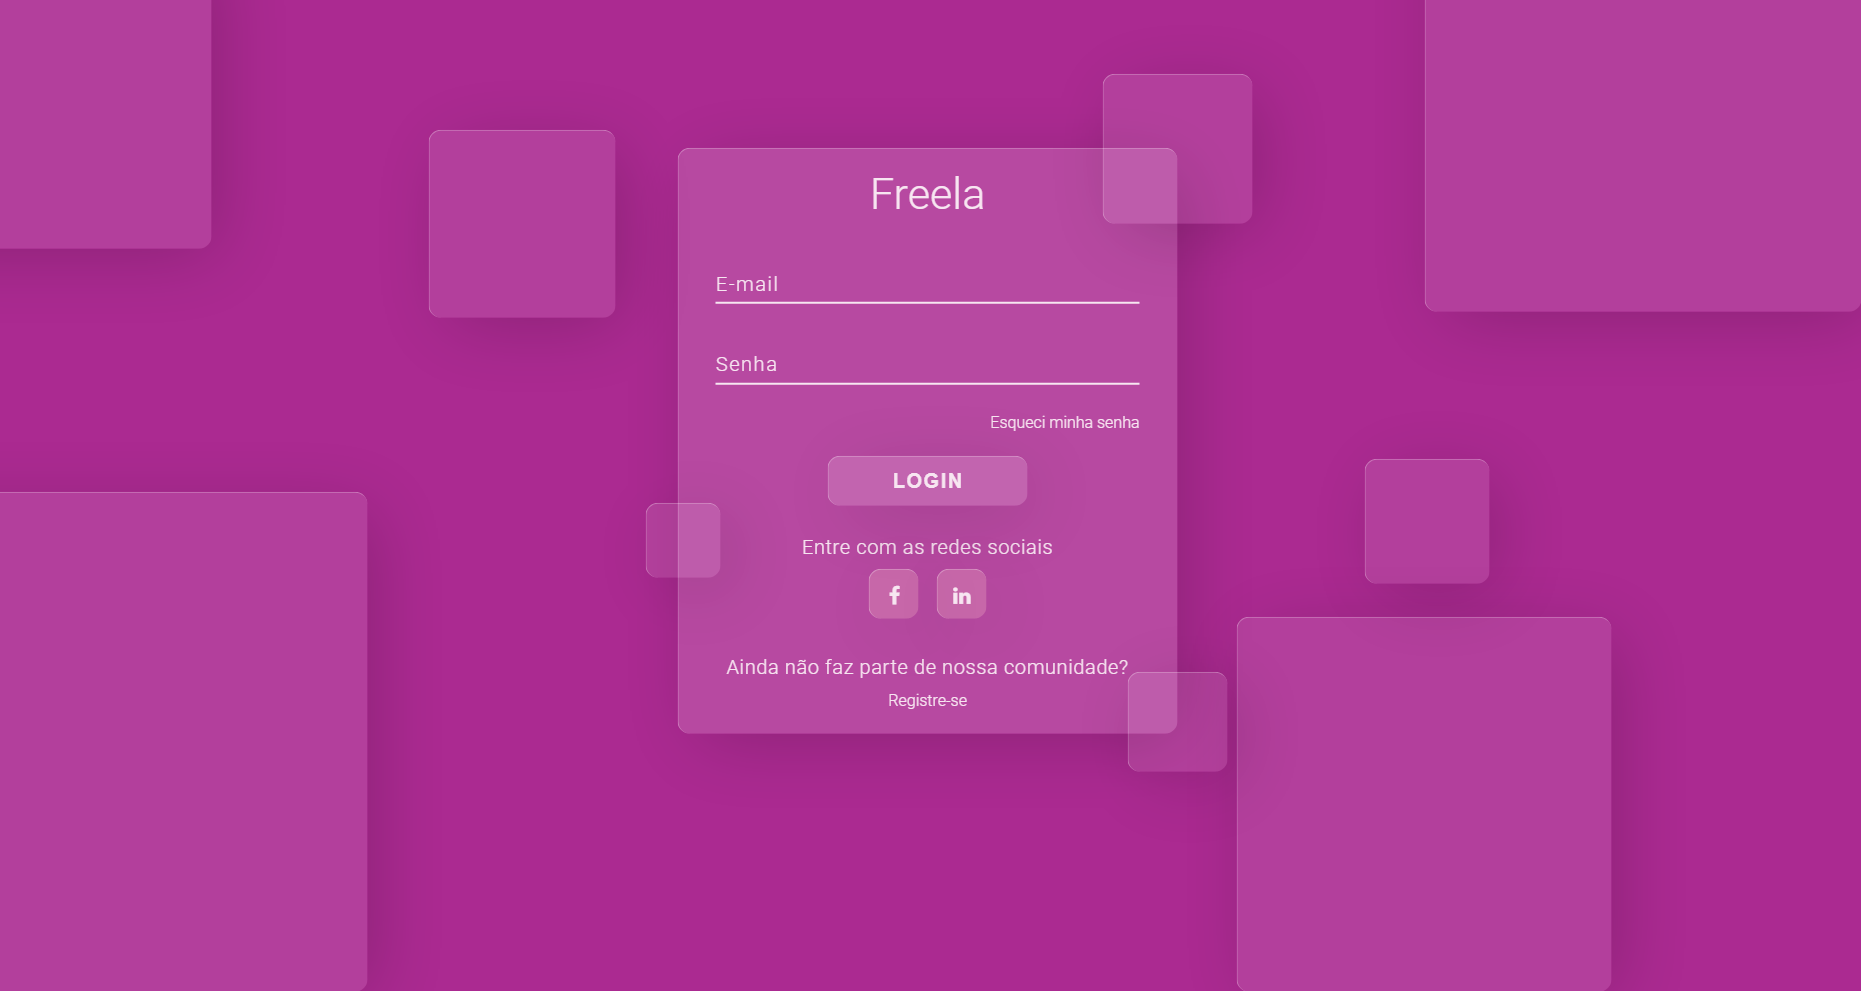 Freela
E-mail
Senha
Esqueci minha senha
LOGIN
Entre com as redes sociais
f in
Ainda não faz parte de nossa comunidade?
Registre-se